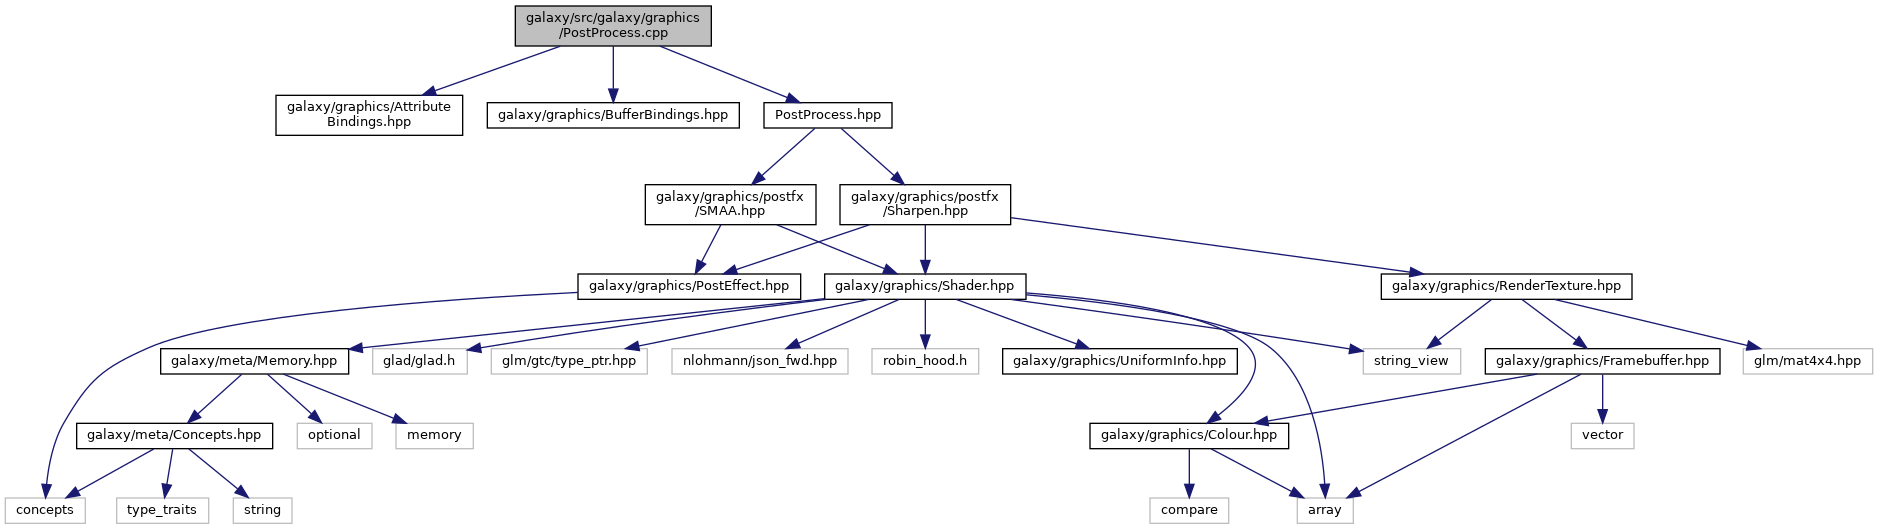 galaxy/src/galaxy/graphics
/PostProcess.cpp
galaxy/graphics/Attribute
Bindings.hpp
galaxy/graphics/BufferBindings.hpp
PostProcess.hpp
galaxy/graphics/postfx
/SMAA.hpp
galaxy/graphics/postfx
/Sharpen.hpp
galaxy/graphics/PostEffect.hpp
galaxy/graphics/Shader.hpp
galaxy/graphics/RenderTexture.hpp
galaxy/meta/Memory.hpp
glad/glad.h
glm/gtc/type_ptr.hpp
nlohmann/json_fwd.hpp
robin_hood.h
galaxy/graphics/UniformInfo.hpp
string_view
galaxy/graphics/Framebuffer.hpp
glm/mat4x4.hpp
galaxy/meta/Concepts.hpp
optional
memory
galaxy/graphics/Colour.hpp
vector
concepts
type_traits
string
compare
array